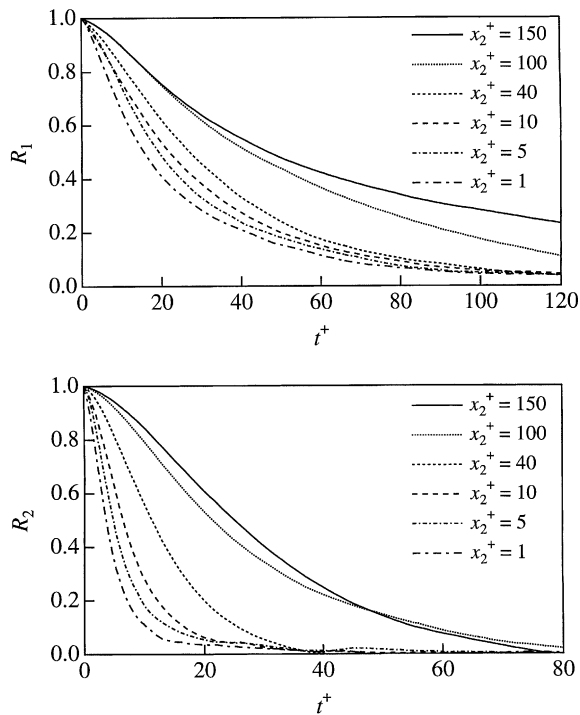 1.0
0.8
0.6
0.4
0.2
0.0
R₁
x₂⁺ = 150
x₂⁺ = 100
x₂⁺ = 40
x₂⁺ = 10
x₂⁺ = 5
x₂⁺ = 1
0 20 40 60 80 100 120
t⁺
1.0
0.8
0.6
0.4
0.2
0.0
R₂
x₂⁺ = 150
x₂⁺ = 100
x₂⁺ = 40
x₂⁺ = 10
x₂⁺ = 5
x₂⁺ = 1
0 20 40 60 80
t⁺